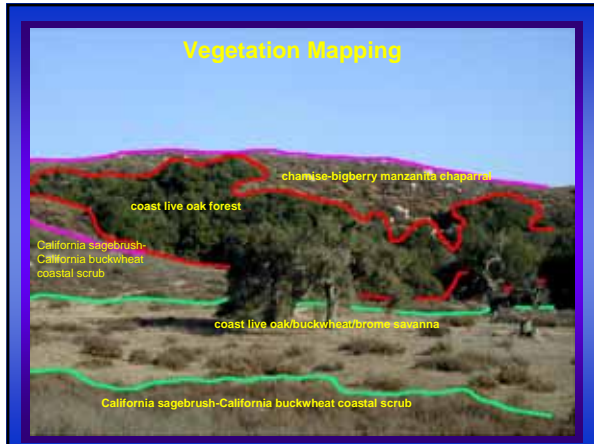 Vegetation Mapping
chamise-bigberry manzanita chaparral
coast live oak forest
California sagebrush-
California buckwheat
coastal scrub
coast live oak/buckwheat/brome savanna
California sagebrush-California buckwheat coastal scrub